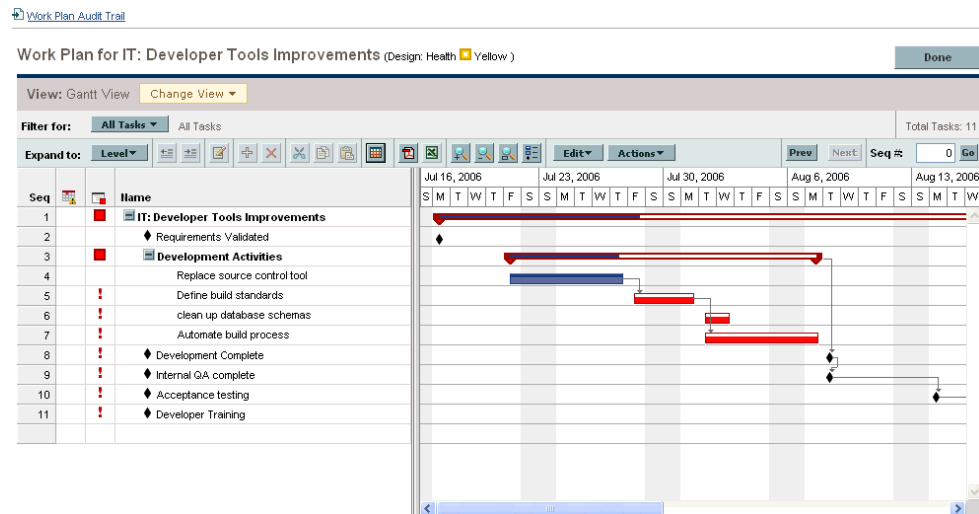 Work Plan Audit Trail
Work Plan for IT: Developer Tools Improvements (Design: Health Yellow )
Done
View: Gantt View Change View
Filter for: All Tasks All Tasks Total Tasks: 11
Expand to: Level Edit Actions Prev Next Seq #: 0 Go
Jul 16, 2006 Jul 23, 2006 Jul 30, 2006 Aug 6, 2006 Aug 13, 2006
Seq Name S M T W T F S S M T W T F S S M T W T F S S M T W T F S S M T W
1 IT: Developer Tools Improvements
2 Requirements Validated
3 Development Activities
4 Replace source control tool
5 ! Define build standards
6 ! clean up database schemas
7 ! Automate build process
8 ! Development Complete
9 ! Internal QA complete
10 ! Acceptance testing
11 ! Developer Training